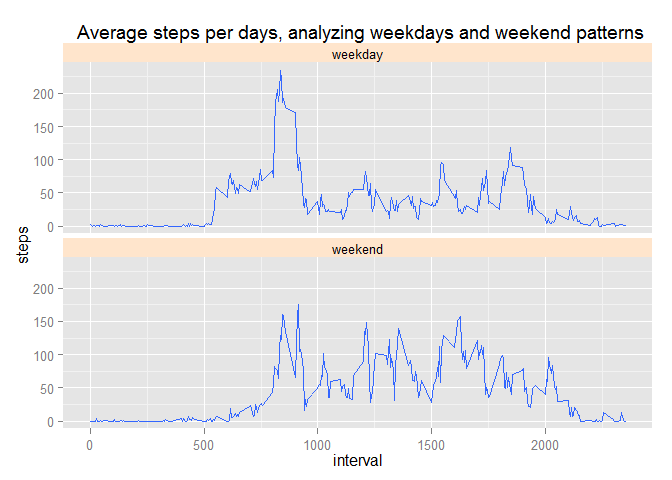 Average steps per days, analyzing weekdays and weekend patterns
weekday
200
150
100
50
0
steps
weekend
200
150
100
50
0
0 500 1000 1500 2000
interval